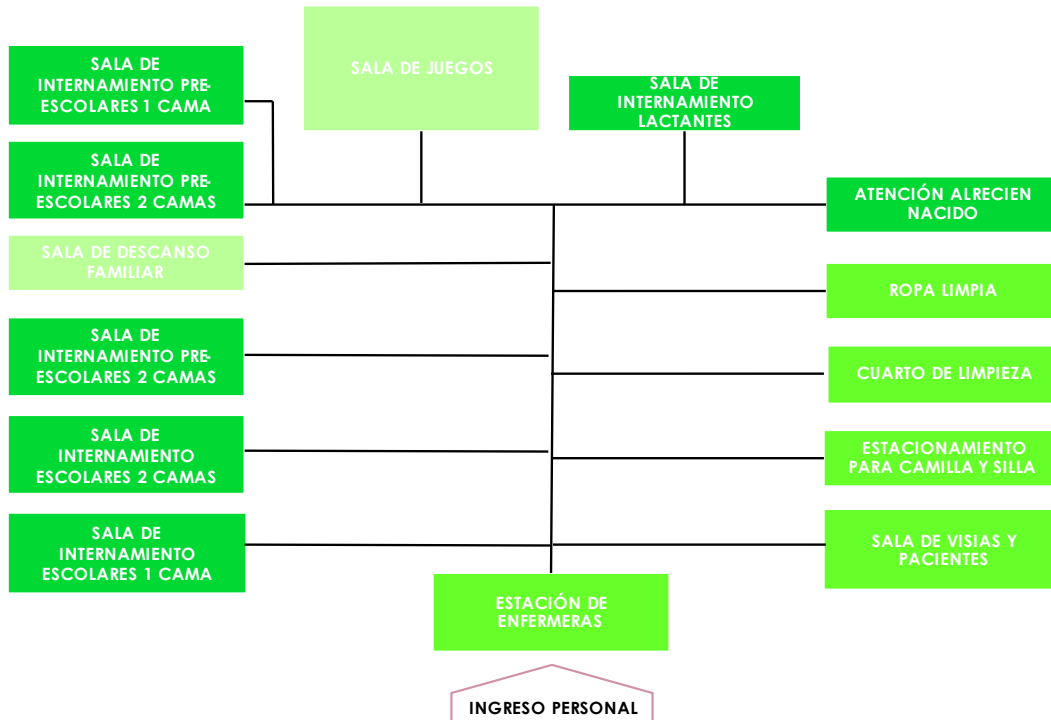 SALA DE
INTERNAMIENTO PRE-
ESCOLARES 1 CAMA
SALA DE JUEGOS
SALA DE
INTERNAMIENTO
LACTANTES
SALA DE
INTERNAMIENTO PRE-
ESCOLARES 2 CAMAS
ATENCIÓN ALRECIEN
NACIDO
SALA DE DESCANSO
FAMILIAR
ROPA LIMPIA
SALA DE
INTERNAMIENTO PRE-
ESCOLARES 2 CAMAS
CUARTO DE LIMPIEZA
SALA DE
INTERNAMIENTO
ESCOLARES 2 CAMAS
ESTACIONAMIENTO
PARA CAMILLA Y SILLA
SALA DE
INTERNAMIENTO
ESCOLARES 1 CAMA
SALA DE VISIAS Y
PACIENTES
ESTACIÓN DE
ENFERMERAS
INGRESO PERSONAL